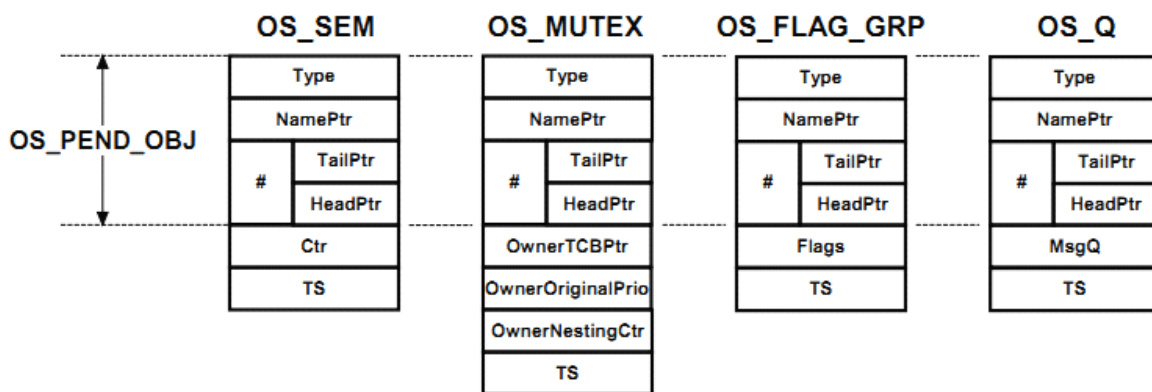 OS_SEM OS_MUTEX OS_FLAG_GRP OS_Q
Type Type Type Type
NamePtr NamePtr NamePtr NamePtr
OS_PEND_OBJ
# TailPtr # TailPtr # TailPtr # TailPtr
HeadPtr HeadPtr HeadPtr HeadPtr
Ctr OwnerTCBPtr Flags MsgQ
TS OwnerOriginalPrio TS TS
OwnerNestingCtr
TS